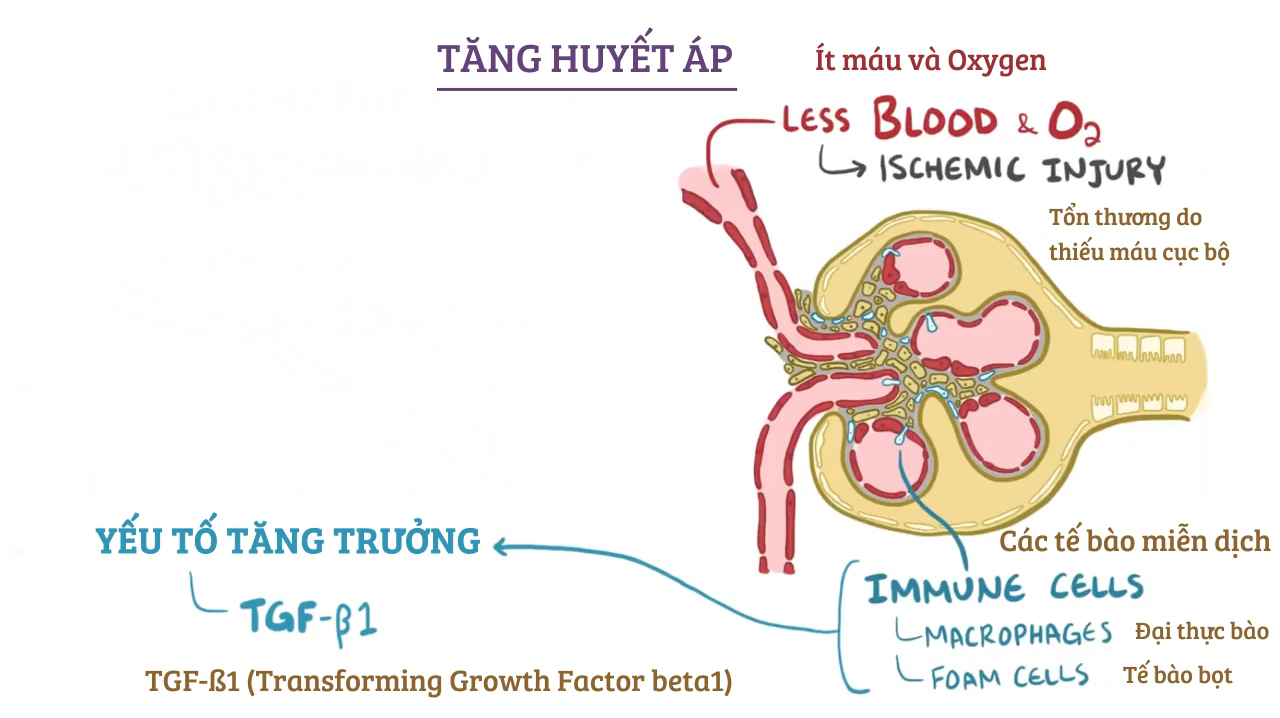 TĂNG HUYẾT ÁP
Ít máu và Oxygen
LESS BLOOD & O2
ISCHEMIC INJURY
Tổn thương do
thiếu máu cục bộ
YẾU TỐ TĂNG TRƯỞNG
TGF-β1
TGF-ß1 (Transforming Growth Factor beta1)
Các tế bào miễn dịch
IMMUNE CELLS
MACROPHAGES Đại thực bào
FOAM CELLS Tế bào bọt